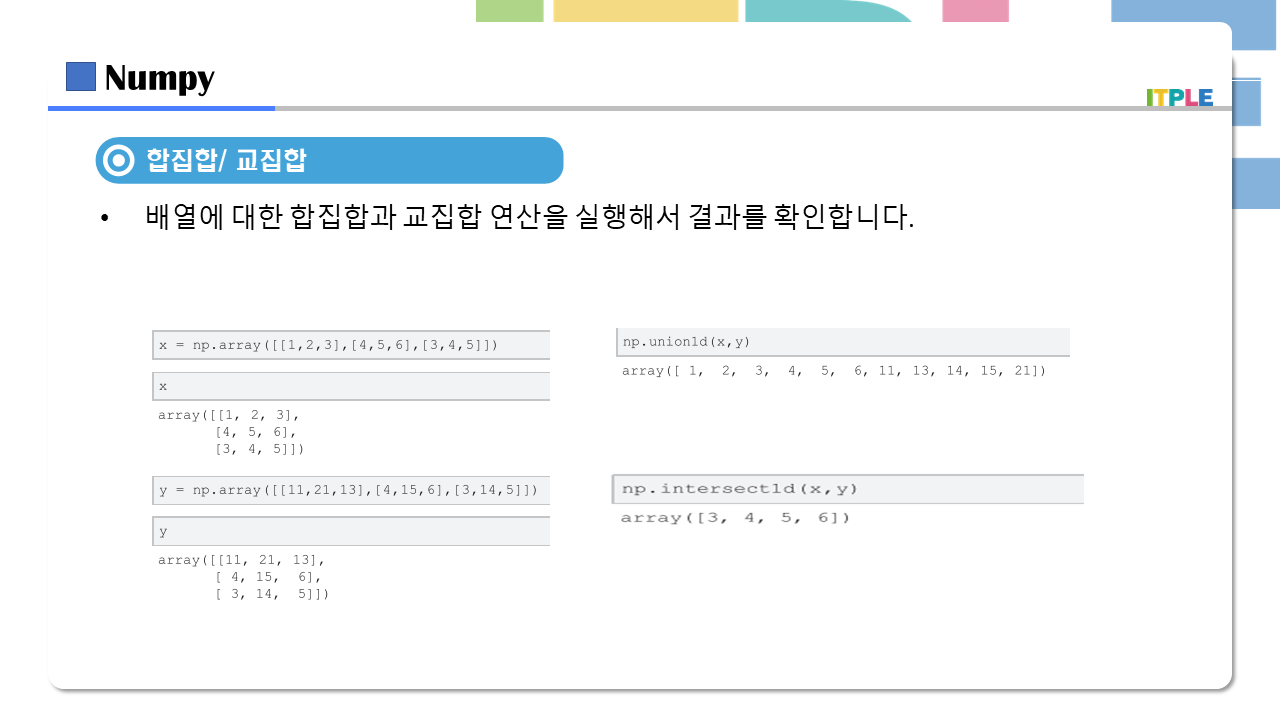 Numpy
ITPLE
합집합/ 교집합
• 배열에 대한 합집합과 교집합 연산을 실행해서 결과를 확인합니다.
x = np.array([[1,2,3],[4,5,6],[3,4,5]])
x
array([[1, 2, 3],
       [4, 5, 6],
       [3, 4, 5]])
y = np.array([[11,21,13],[4,15,6],[3,14,5]])
y
array([[11, 21, 13],
       [ 4, 15,  6],
       [ 3, 14,  5]])
np.union1d(x,y)
array([ 1,  2,  3,  4,  5,  6, 11, 13, 14, 15, 21])
np.intersect1d(x,y)
array([3, 4, 5, 6])